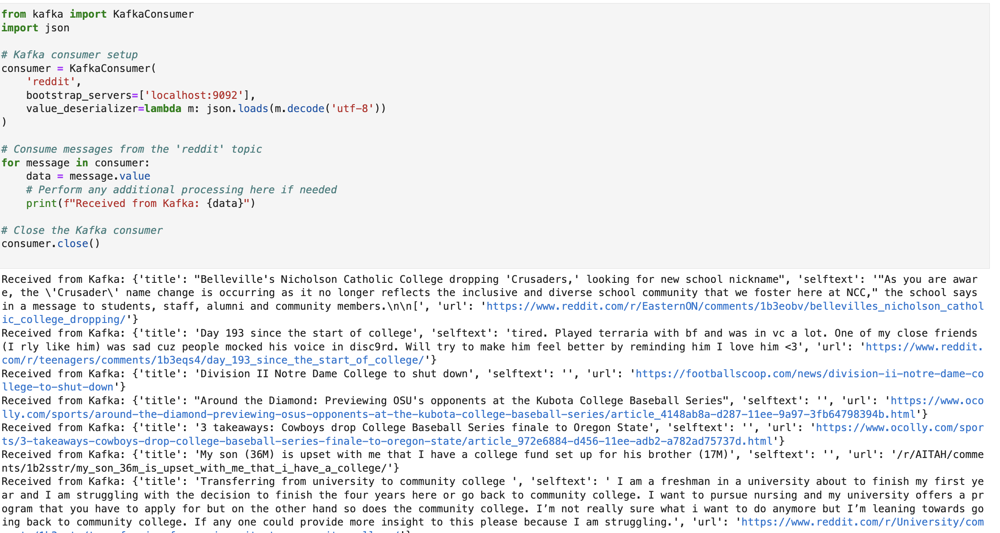 from kafka import KafkaConsumer
import json

# Kafka consumer setup
consumer = KafkaConsumer(
    'reddit',
    bootstrap_servers=['localhost:9092'],
    value_deserializer=lambda m: json.loads(m.decode('utf-8'))
)

# Consume messages from the 'reddit' topic
for message in consumer:
    data = message.value
    # Perform any additional processing here if needed
    print(f"Received from Kafka: {data}")

# Close the Kafka consumer
consumer.close()

Received from Kafka: {'title': "Belleville's Nicholson Catholic College dropping 'Crusaders,' looking for new school nickname", 'selftext': '"As you are awar
e, the \'Crusader\' name change is occurring as it no longer reflects the inclusive and diverse school community that we foster here at NCC," the school says
in a message to students, staff, alumni and community members.\n\n[', 'url': 'https://www.reddit.com/r/EasternON/comments/1b3eobv/bellevilles_nicholson_cathol
ic_college_dropping/'}
Received from Kafka: {'title': 'Day 193 since the start of college', 'selftext': 'tired. Played terraria with bf and was in vc a lot. One of my close friends
(I rly like him) was sad cuz people mocked his voice in disc9rd. Will try to make him feel better by reminding him I love him <3', 'url': 'https://www.reddit.
com/r/teenagers/comments/1b3eqs4/day_193_since_the_start_of_college/'}
Received from Kafka: {'title': 'Division II Notre Dame College to shut down', 'selftext': '', 'url': 'https://footballscoop.com/news/division-ii-notre-dame-co
llege-to-shut-down'}
Received from Kafka: {'title': "Around the Diamond: Previewing OSU's opponents at the Kubota College Baseball Series", 'selftext': '', 'url': 'https://www.oco
lly.com/sports/around-the-diamond-previewing-osus-opponents-at-the-kubota-college-baseball-series/article_4148ab8a-d287-11ee-9a97-3fb64798394b.html'}
Received from Kafka: {'title': '3 takeaways: Cowboys drop College Baseball Series finale to Oregon State', 'selftext': '', 'url': 'https://www.ocolly.com/spor
ts/3-takeaways-cowboys-drop-college-baseball-series-finale-to-oregon-state/article_972e6884-d456-11ee-adb2-a782ad75737d.html'}
Received from Kafka: {'title': 'My son (36M) is upset with me that I have a college fund set up for his brother (17M)', 'selftext': '', 'url': '/r/AITAH/comme
nts/1b2sstr/my_son_36m_is_upset_with_me_that_i_have_a_college/'}
Received from Kafka: {'title': 'Transferring from university to community college ', 'selftext': ' I am a freshman in a university about to finish my first ye
ar and I am struggling with the decision to finish the four years here or go back to community college. I want to pursue nursing and my university offers a pr
ogram that you have to apply for but on the other hand so does the community college. I’m not really sure what i want to do anymore but I’m leaning towards go
ing back to community college. If any one could provide more insight to this please because I am struggling.', 'url': 'https://www.reddit.com/r/University/com